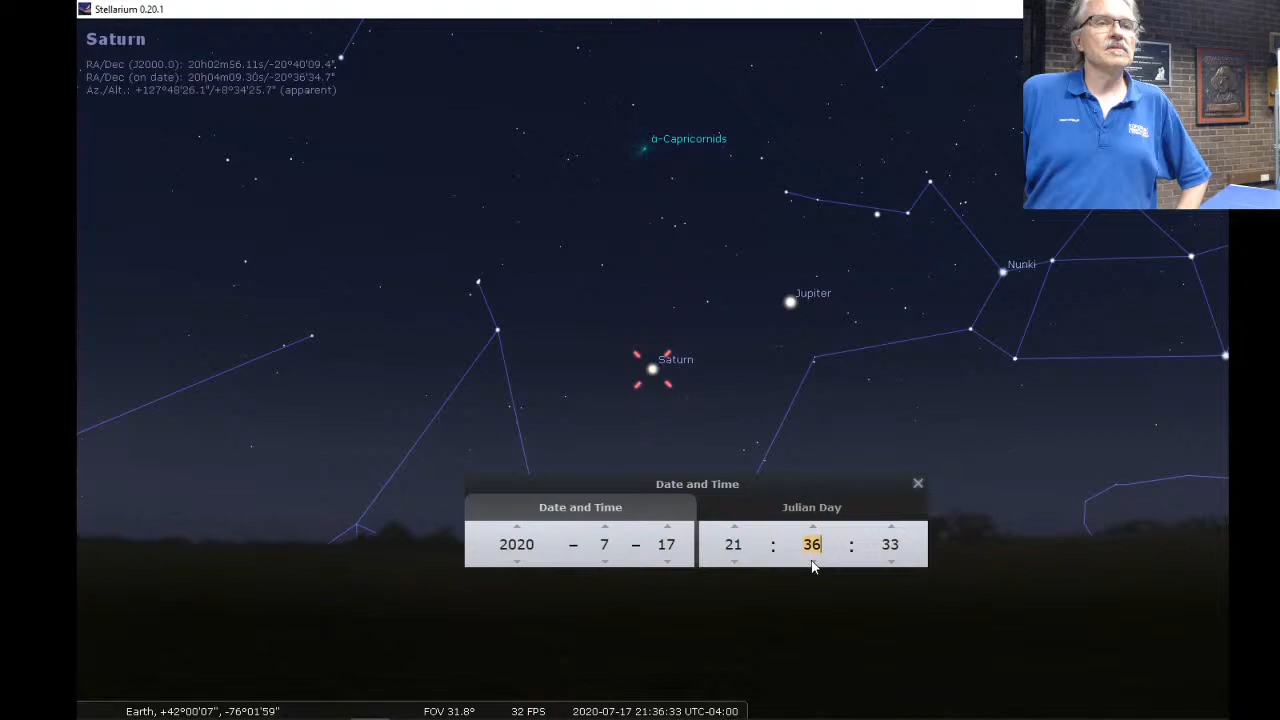 Stellarium 0.20.1
Saturn
RA/Dec (J2000.0): 20h02m56.11s/-20°40'09.4"
RA/Dec (on date): 20h04m09.30s/-20°36'34.7"
Az./Alt.: +127°48'26.1"/+8°34'25.7" (apparent)
α-Capricornids
Nunki
Jupiter
Saturn
Date and Time
Date and Time Julian Day
2020 – 7 – 17 21 : 36 : 33
Earth, +42°00'07", -76°01'59" FOV 31.8° 32 FPS 2020-07-17 21:36:33 UTC-04:00